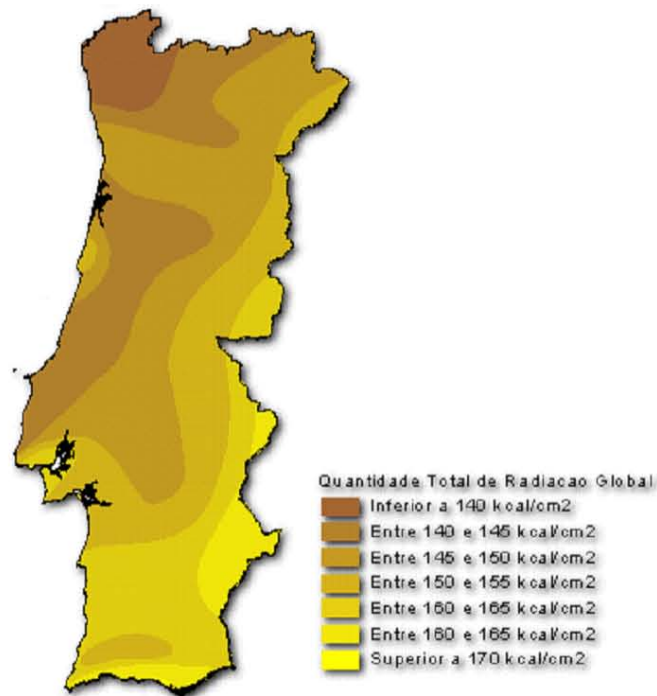 Quantidade Total de Radiacao Global
Inferior a 140 kcal/cm2
Entre 140 e 145 kcal/cm2
Entre 145 e 150 kcal/cm2
Entre 150 e 155 kcal/cm2
Entre 160 e 165 kcal/cm2
Entre 160 e 165 kcal/cm2
Superior a 170 kcal/cm2